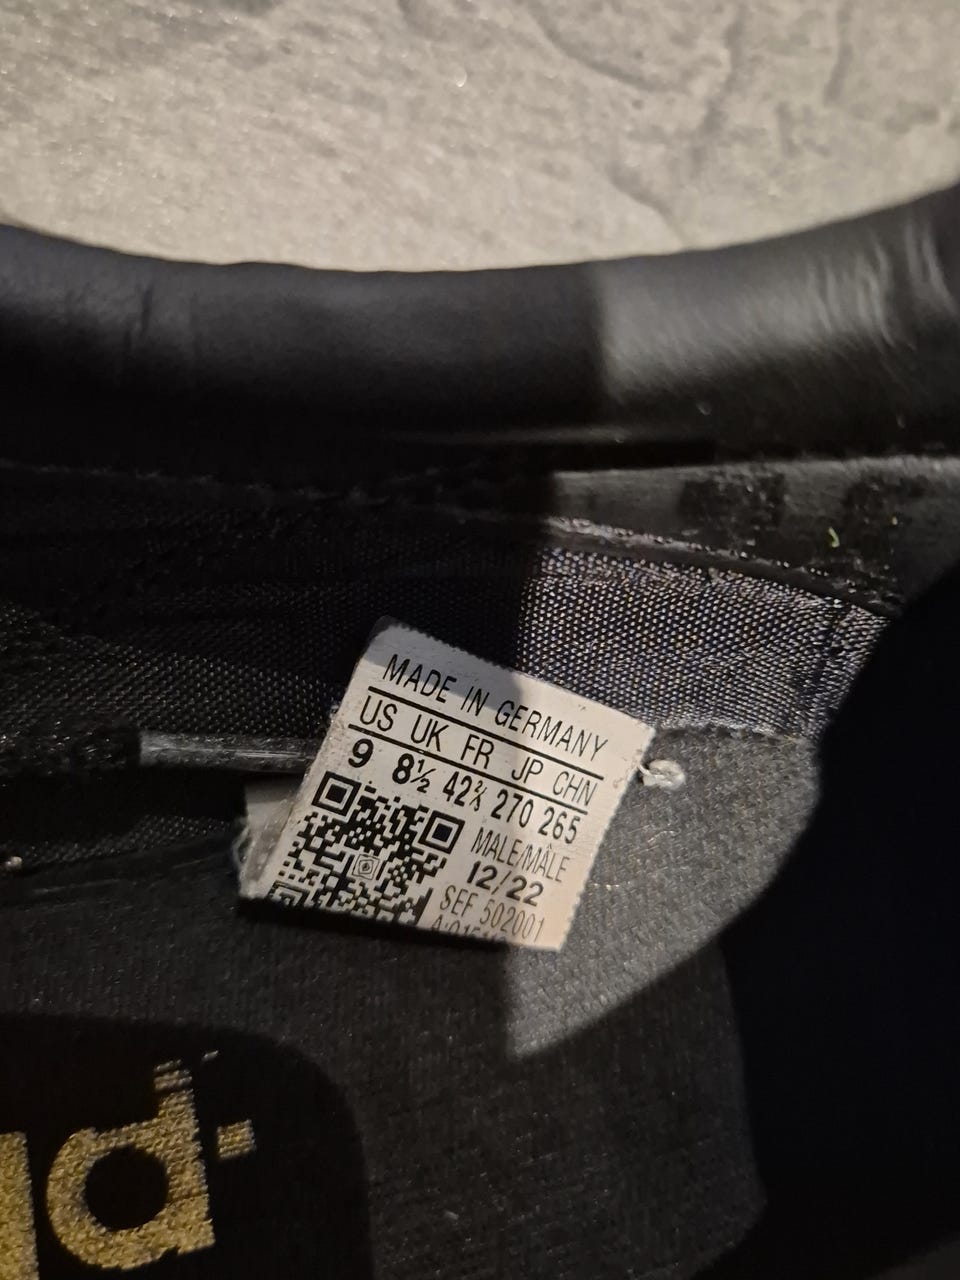 MADE IN GERMANY
US UK FR JP CHN
9 8½ 42⅔ 270 265
MALE/MÂLE
12/22
SEF 502001
ad